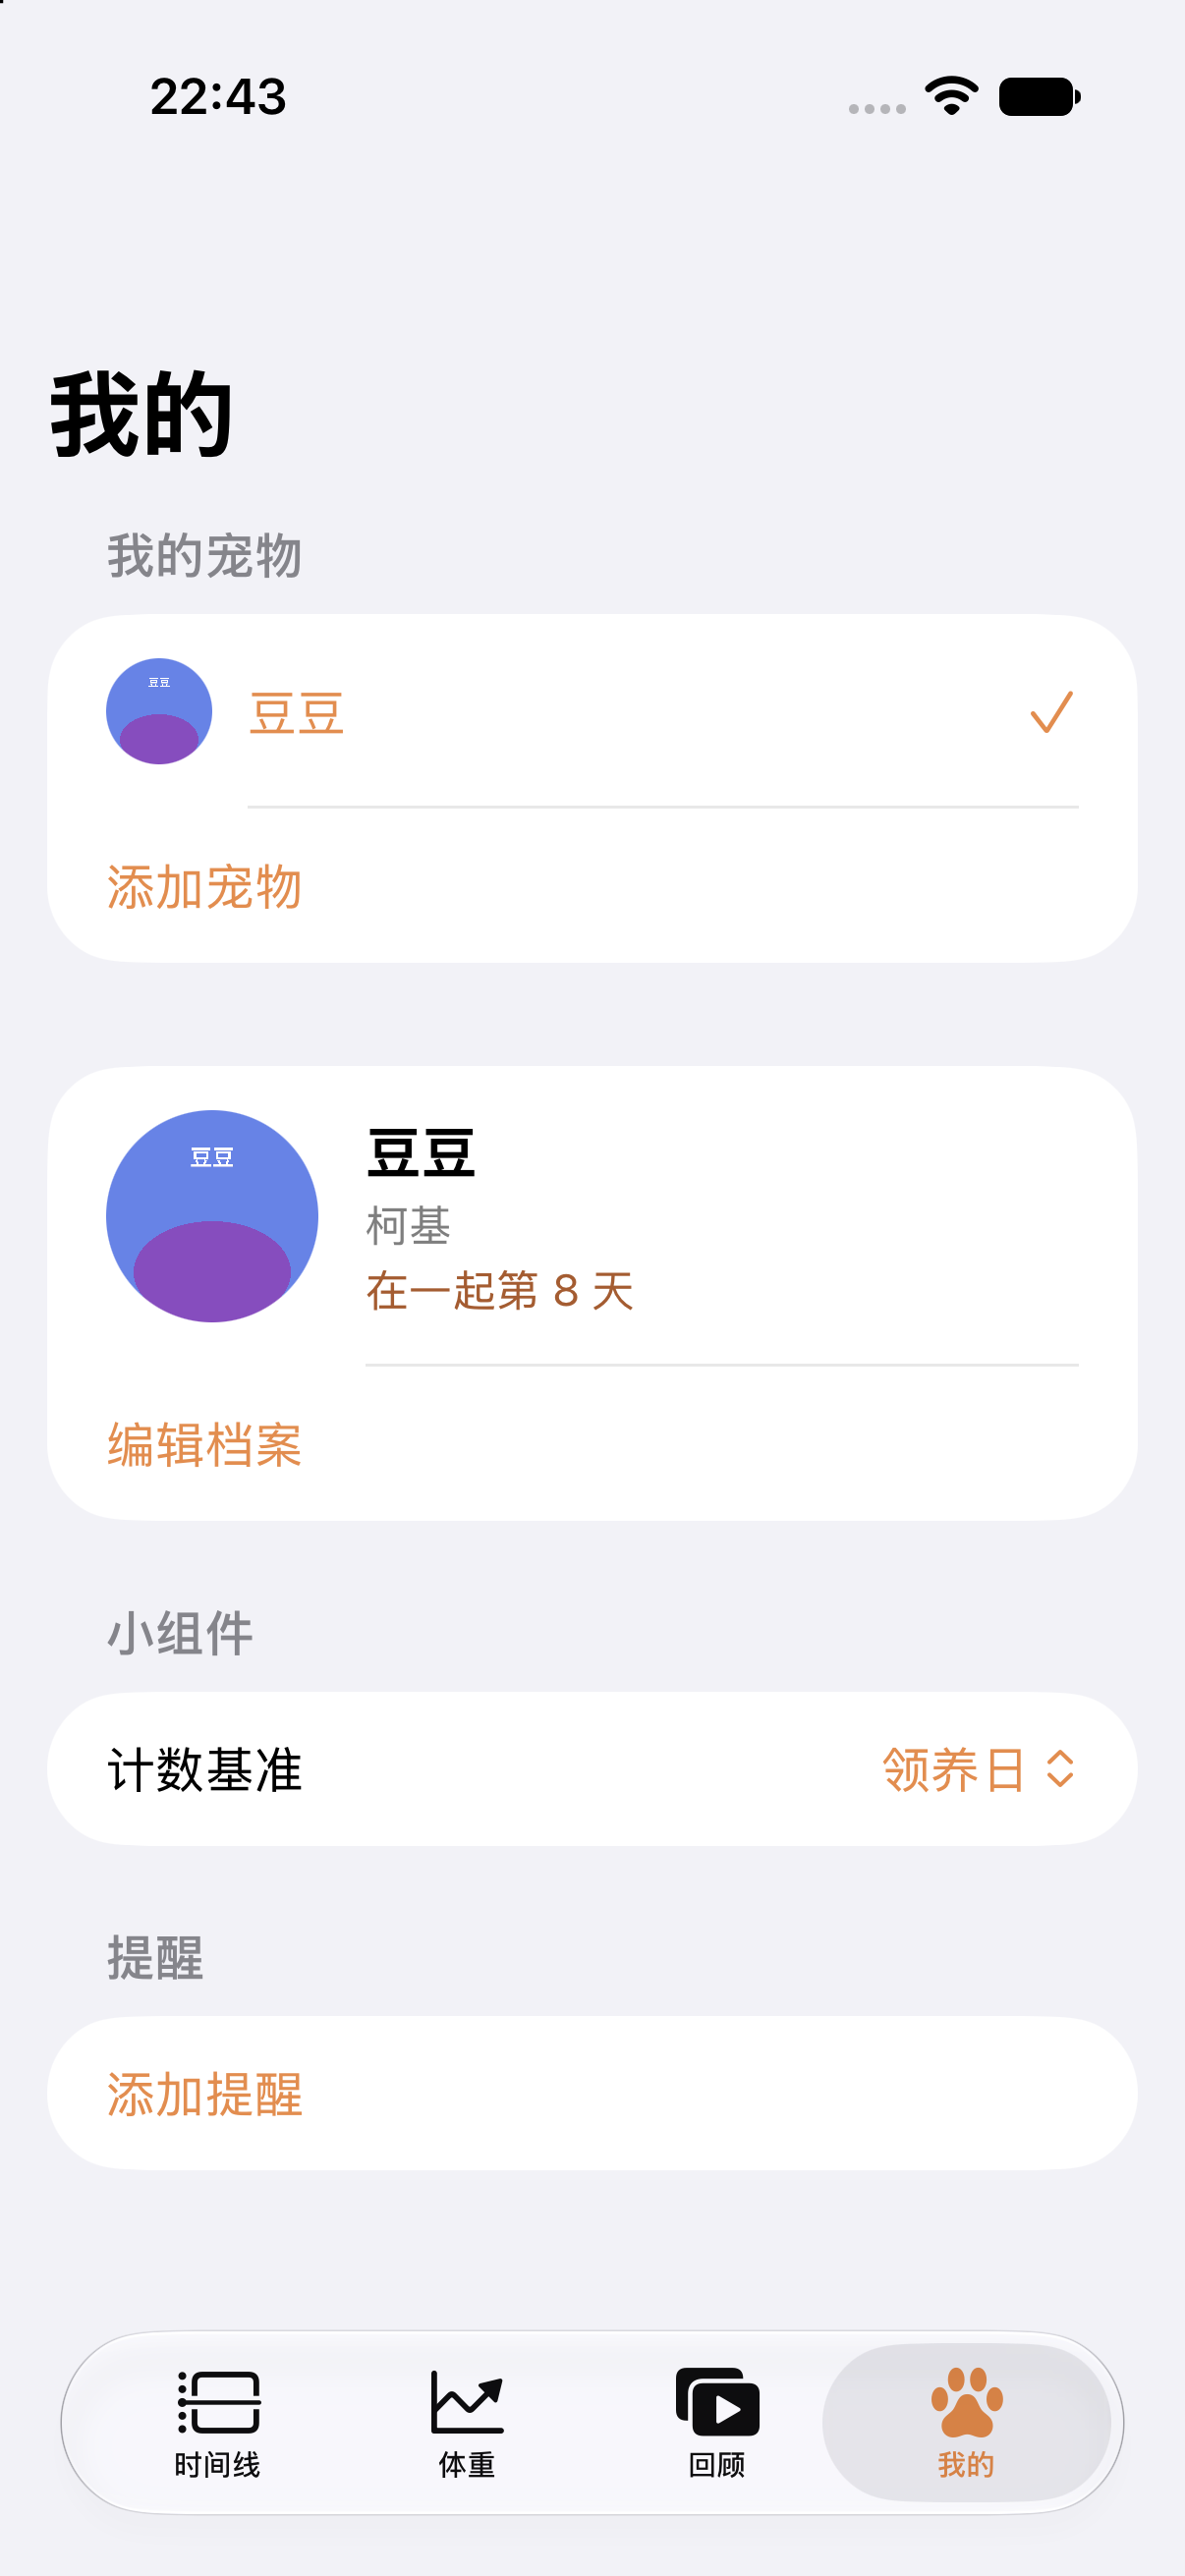 22:43
我的
我的宠物
豆豆
豆豆
添加宠物
豆豆
豆豆
柯基
在一起第 8 天
编辑档案
小组件
计数基准
领养日
提醒
添加提醒
时间线
体重
回顾
我的